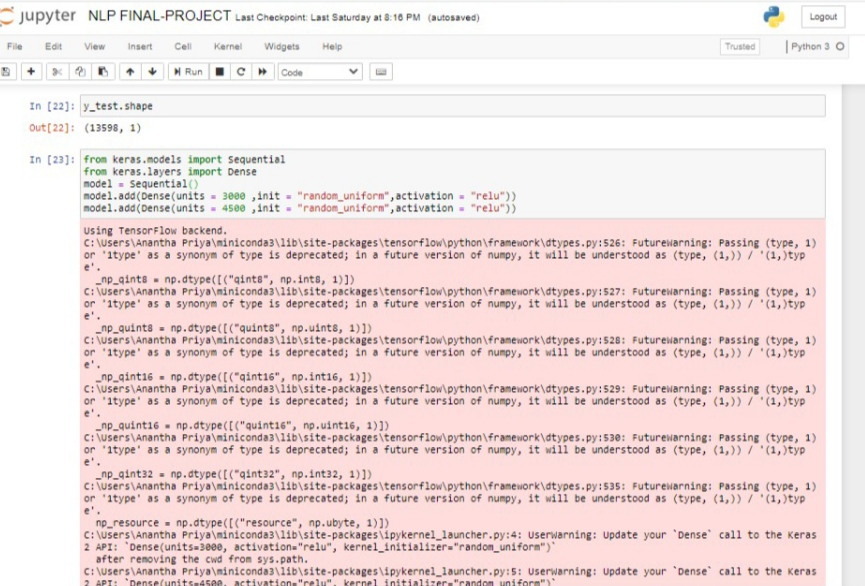 jupyter NLP FINAL-PROJECT Last Checkpoint: Last Saturday at 8:16 PM (autosaved)
Logout
File Edit View Insert Cell Kernel Widgets Help
Trusted
Python 3
Run
Code
In [22]: y_test.shape
Out[22]: (13598, 1)
In [23]: from keras.models import Sequential
from keras.layers import Dense
model = Sequential()
model.add(Dense(units = 3000 ,init = "random_uniform",activation = "relu"))
model.add(Dense(units = 4500 ,init = "random_uniform",activation = "relu"))
Using TensorFlow backend.
C:\Users\Anantha Priya\miniconda3\lib\site-packages\tensorflow\python\framework\dtypes.py:526: FutureWarning: Passing (type, 1)
or '1type' as a synonym of type is deprecated; in a future version of numpy, it will be understood as (type, (1,)) / '(1,)typ
e'.
_np_qint8 = np.dtype([("qint8", np.int8, 1)])
C:\Users\Anantha Priya\miniconda3\lib\site-packages\tensorflow\python\framework\dtypes.py:527: FutureWarning: Passing (type, 1)
or '1type' as a synonym of type is deprecated; in a future version of numpy, it will be understood as (type, (1,)) / '(1,)typ
e'.
_np_quint8 = np.dtype([("quint8", np.uint8, 1)])
C:\Users\Anantha Priya\miniconda3\lib\site-packages\tensorflow\python\framework\dtypes.py:528: FutureWarning: Passing (type, 1)
or '1type' as a synonym of type is deprecated; in a future version of numpy, it will be understood as (type, (1,)) / '(1,)typ
e'.
_np_qint16 = np.dtype([("qint16", np.int16, 1)])
C:\Users\Anantha Priya\miniconda3\lib\site-packages\tensorflow\python\framework\dtypes.py:529: FutureWarning: Passing (type, 1)
or '1type' as a synonym of type is deprecated; in a future version of numpy, it will be understood as (type, (1,)) / '(1,)typ
e'.
_np_quint16 = np.dtype([("quint16", np.uint16, 1)])
C:\Users\Anantha Priya\miniconda3\lib\site-packages\tensorflow\python\framework\dtypes.py:530: FutureWarning: Passing (type, 1)
or '1type' as a synonym of type is deprecated; in a future version of numpy, it will be understood as (type, (1,)) / '(1,)typ
e'.
_np_qint32 = np.dtype([("qint32", np.int32, 1)])
C:\Users\Anantha Priya\miniconda3\lib\site-packages\tensorflow\python\framework\dtypes.py:535: FutureWarning: Passing (type, 1)
or '1type' as a synonym of type is deprecated; in a future version of numpy, it will be understood as (type, (1,)) / '(1,)typ
e'.
np_resource = np.dtype([("resource", np.ubyte, 1)])
C:\Users\Anantha Priya\miniconda3\lib\site-packages\ipykernel_launcher.py:4: UserWarning: Update your `Dense` call to the Keras
2 API: `Dense(units=3000, activation="relu", kernel_initializer="random_uniform")`
after removing the cwd from sys.path.
C:\Users\Anantha Priya\miniconda3\lib\site-packages\ipykernel_launcher.py:5: UserWarning: Update your `Dense` call to the Keras
2 API: `Dense(units=4500, activation="relu", kernel_initializer="random_uniform")`